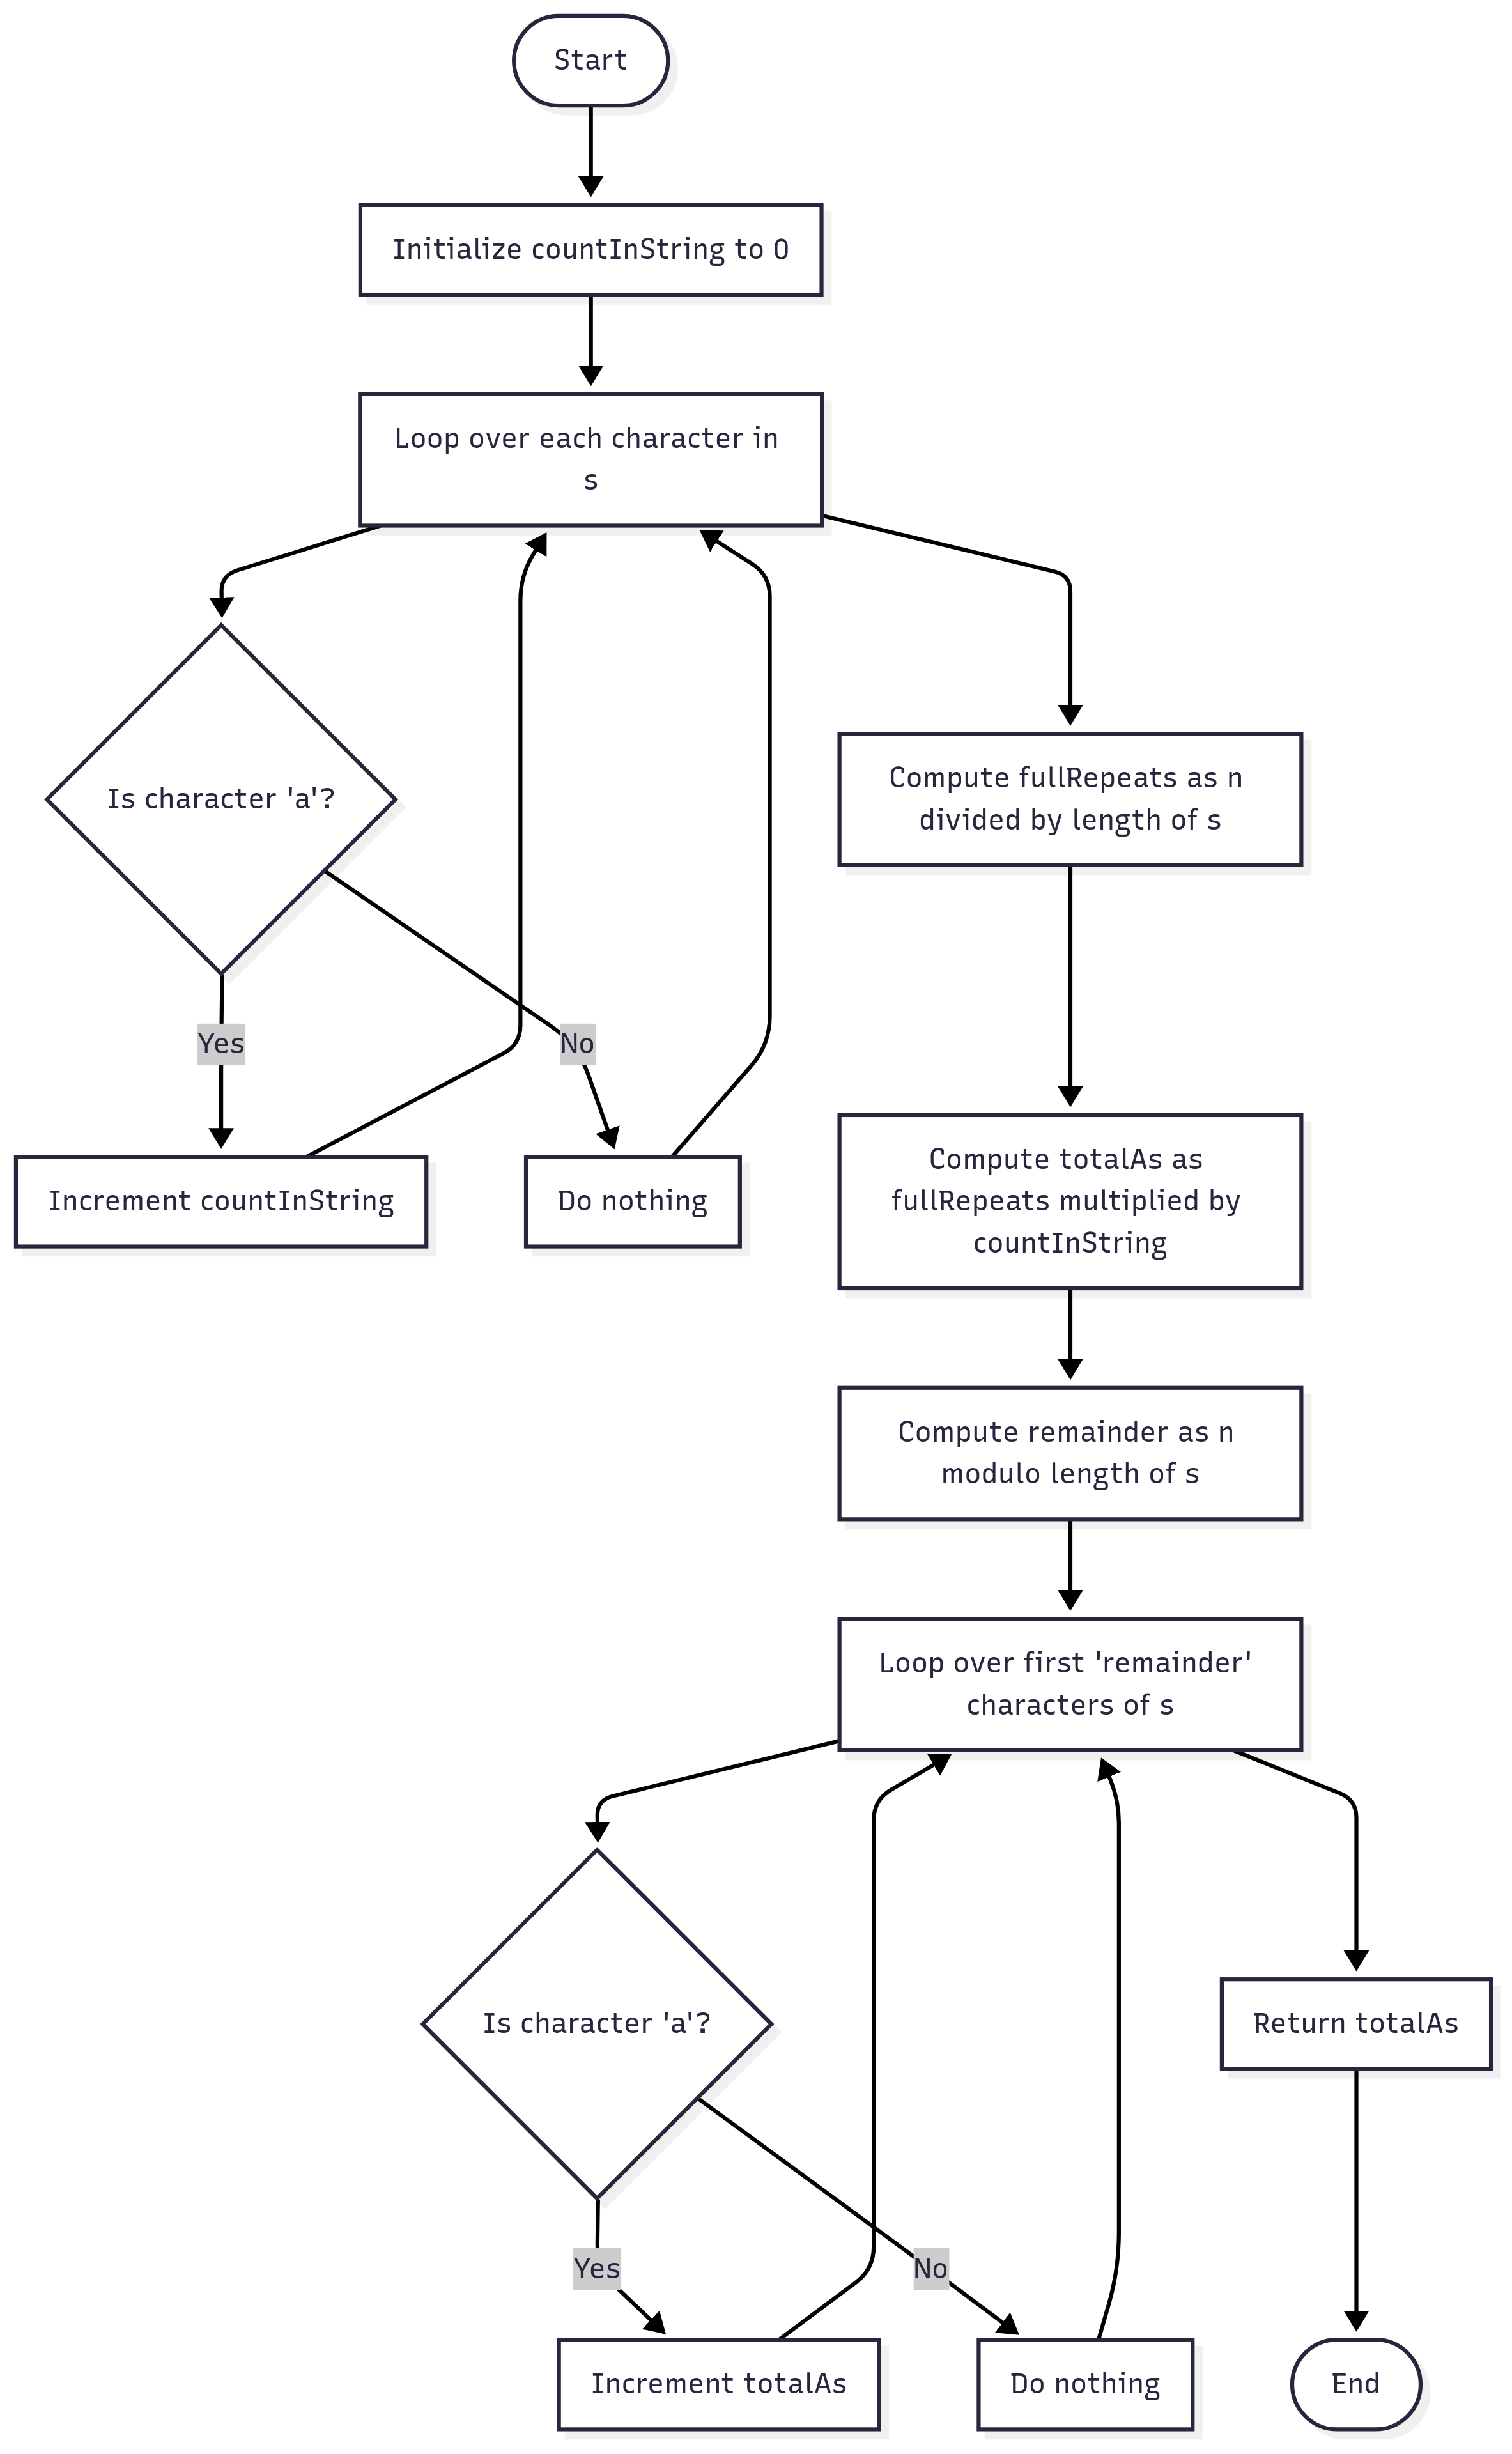 Start
Initialize countInString to 0
Loop over each character in
s
Is character 'a'?
Compute fullRepeats as n
divided by length of s
Yes
No
Increment countInString
Do nothing
Compute totalAs as
fullRepeats multiplied by
countInString
Compute remainder as n
modulo length of s
Loop over first 'remainder'
characters of s
Is character 'a'?
Return totalAs
Yes
No
Increment totalAs
Do nothing
End